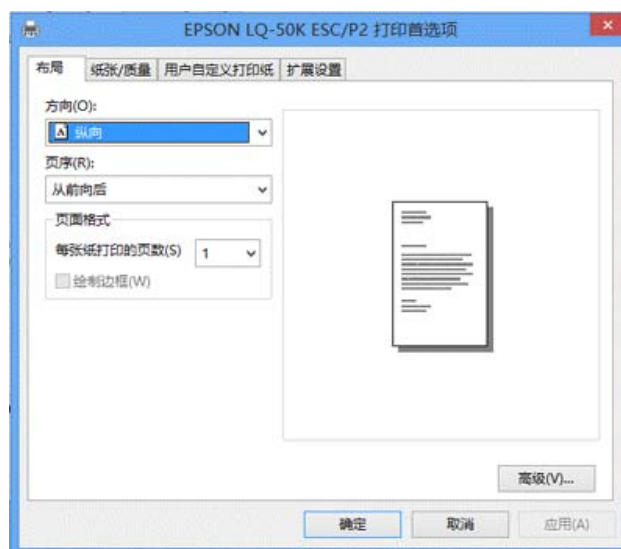 EPSON LQ-50K ESC/P2 打印首选项
布局 纸张/质量 用户自定义打印纸 扩展设置
方向(O):
A 纵向
页序(R):
从前向后
页面格式
每张纸打印的页数(S) 1
绘制边框(W)
高级(V)...
确定 取消 应用(A)